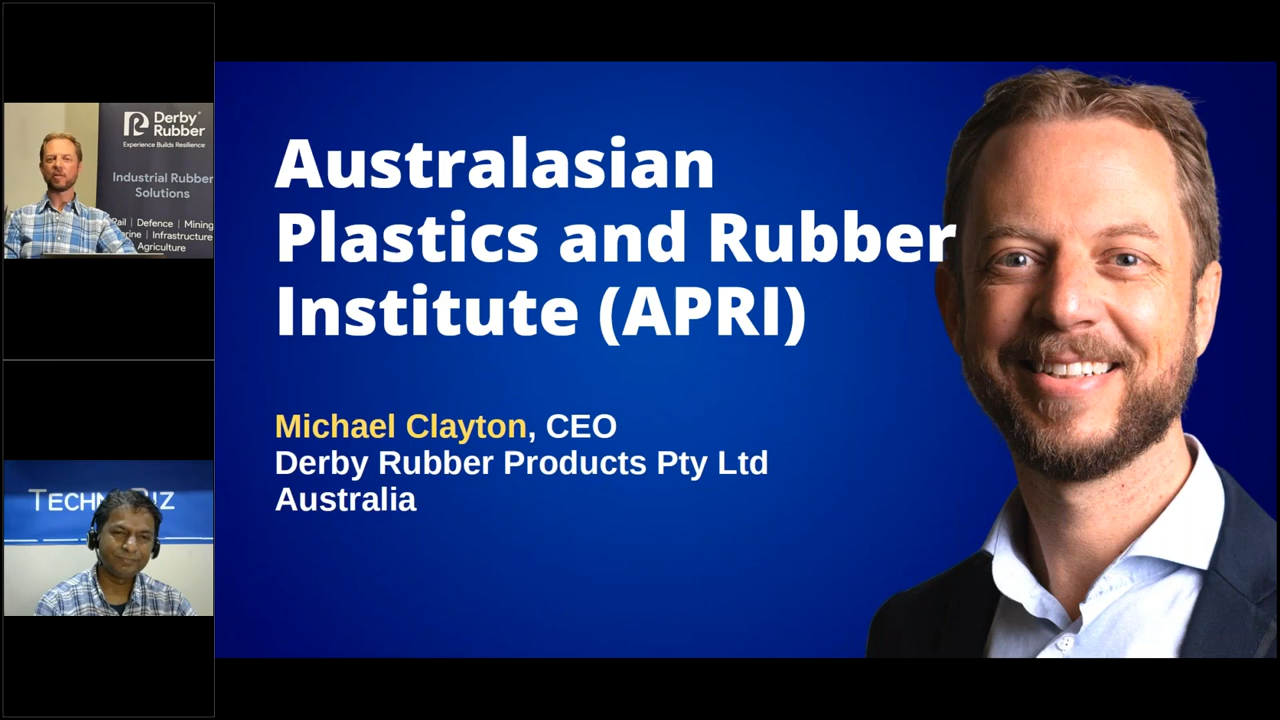 Derby
Rubber
Experience Builds Resilience
Industrial Rubber
Solutions
Rail | Defence | Mining
Infrastructure
Agriculture
Australasian
Plastics and Rubber
Institute (APRI)
Michael Clayton, CEO
Derby Rubber Products Pty Ltd
Australia